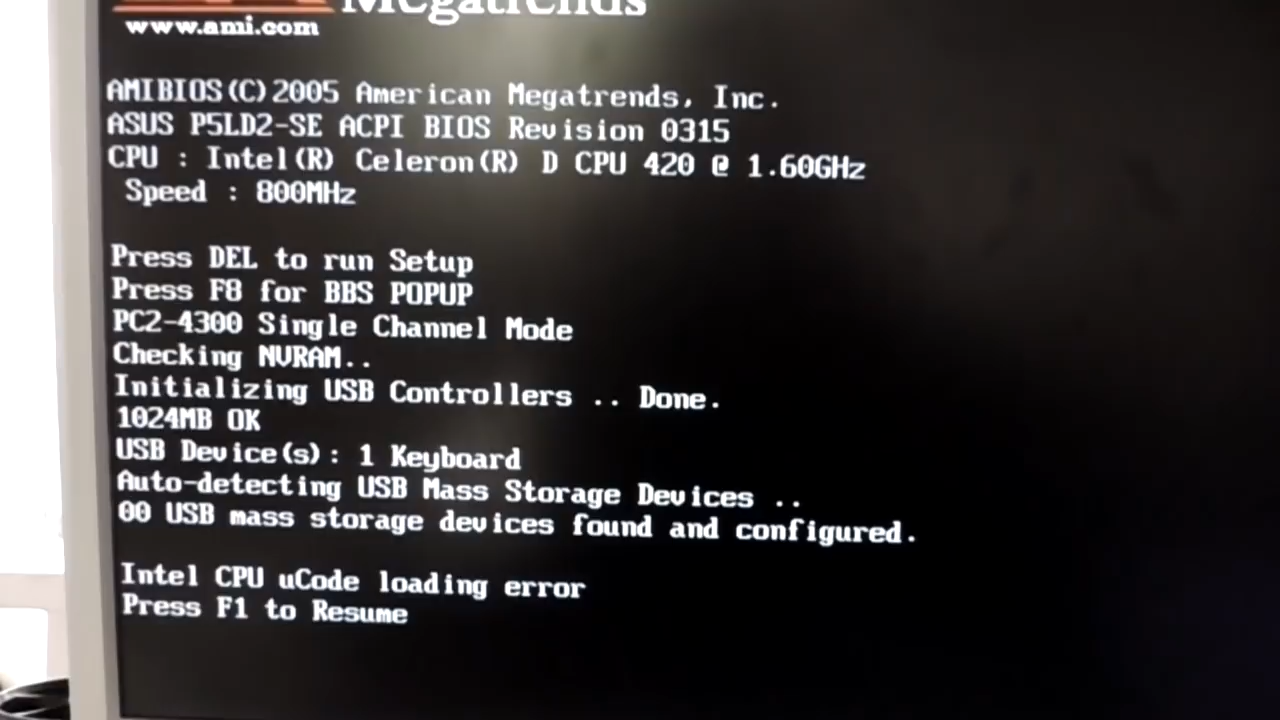 Megatrends
www.ami.com
AMIBIOS(C)2005 American Megatrends, Inc.
ASUS P5LD2-SE ACPI BIOS Revision 0315
CPU : Intel(R) Celeron(R) D CPU 420 @ 1.60GHz
Speed : 800MHz
Press DEL to run Setup
Press F8 for BBS POPUP
PC2-4300 Single Channel Mode
Checking NVRAM..
Initializing USB Controllers .. Done.
1024MB OK
USB Device(s): 1 Keyboard
Auto-detecting USB Mass Storage Devices ..
00 USB mass storage devices found and configured.
Intel CPU uCode loading error
Press F1 to Resume